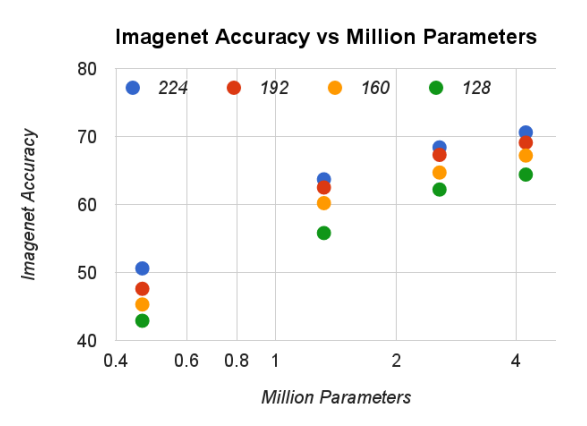 Imagenet Accuracy vs Million Parameters
80
224 192 160 128
70
60
50
40
Imagenet Accuracy
0.4 0.6 0.8 1 2 4
Million Parameters